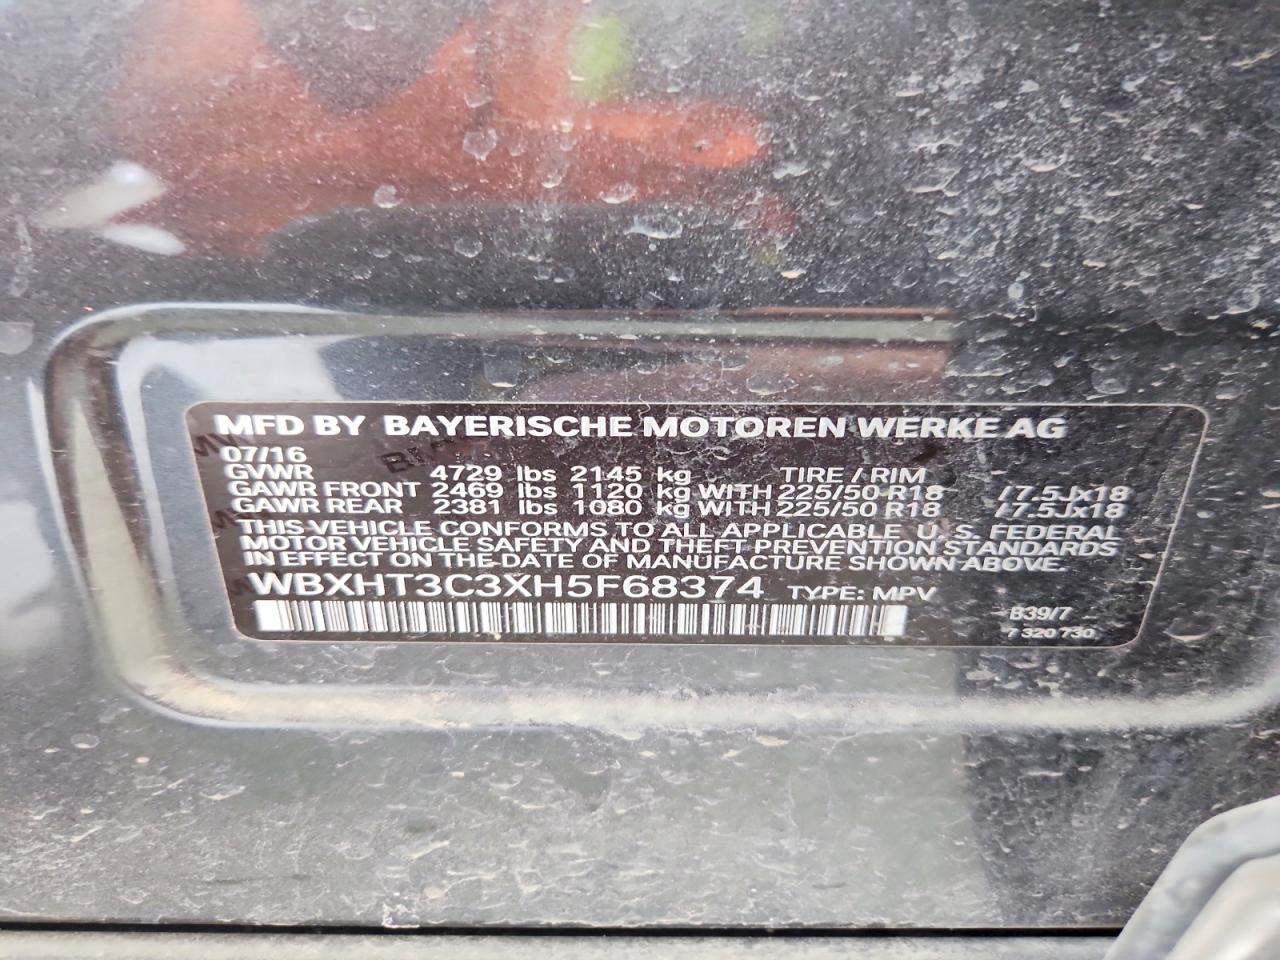 MFD BY BAYERISCHE MOTOREN WERKE AG
07/16
GVWR 4729 lbs 2145 kg TIRE / RIM
GAWR FRONT 2469 lbs 1120 kg WITH 225/50 R18 / 7.5Jx18
GAWR REAR 2381 lbs 1080 kg WITH 225/50 R18 / 7.5Jx18
THIS VEHICLE CONFORMS TO ALL APPLICABLE U. S. FEDERAL
MOTOR VEHICLE SAFETY AND THEFT PREVENTION STANDARDS
IN EFFECT ON THE DATE OF MANUFACTURE SHOWN ABOVE.
WBXHT3C3XH5F68374 TYPE: MPV
B39/7
7 320 730